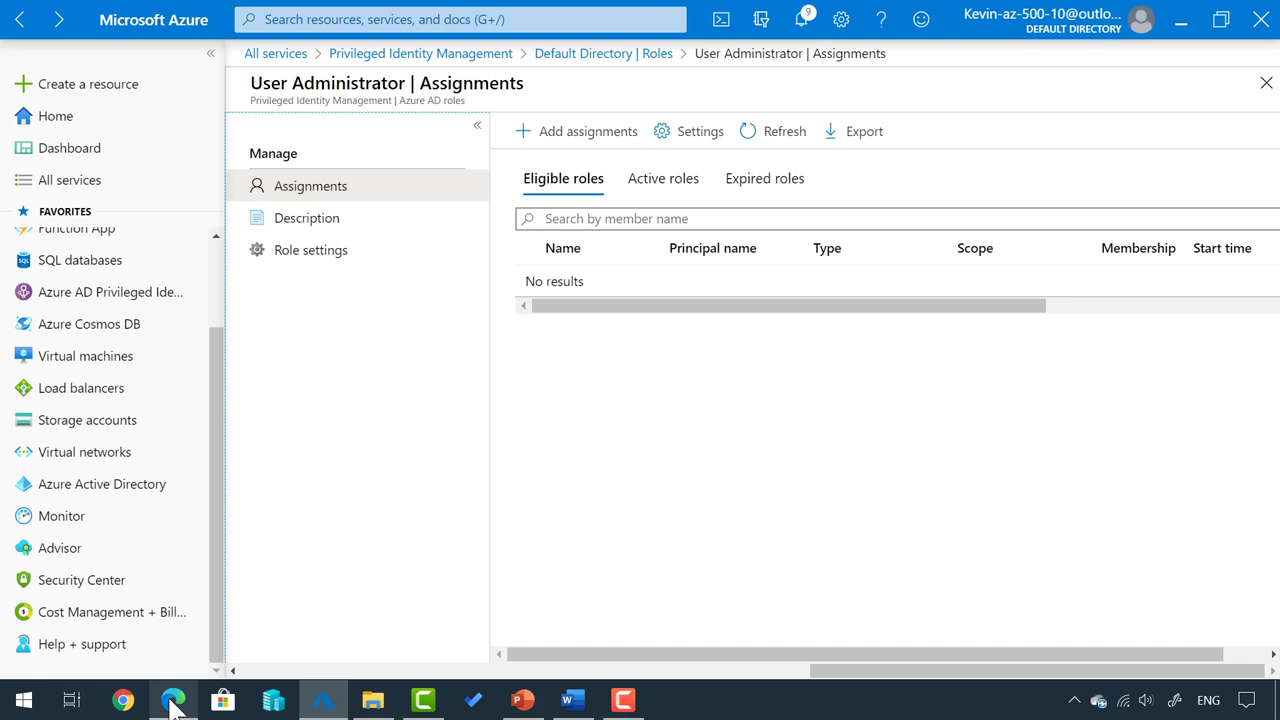 Microsoft Azure
Search resources, services, and docs (G+/)
9
Kevin-az-500-10@outlo...
DEFAULT DIRECTORY
All services > Privileged Identity Management > Default Directory | Roles > User Administrator | Assignments
User Administrator | Assignments
Privileged Identity Management | Azure AD roles
Create a resource
Home
Dashboard
All services
FAVORITES
Function App
SQL databases
Azure AD Privileged Ide...
Azure Cosmos DB
Virtual machines
Load balancers
Storage accounts
Virtual networks
Azure Active Directory
Monitor
Advisor
Security Center
Cost Management + Bill...
Help + support
Manage
Assignments
Description
Role settings
Add assignments Settings Refresh Export
Eligible roles Active roles Expired roles
Search by member name
Name Principal name Type Scope Membership Start time
No results
ENG